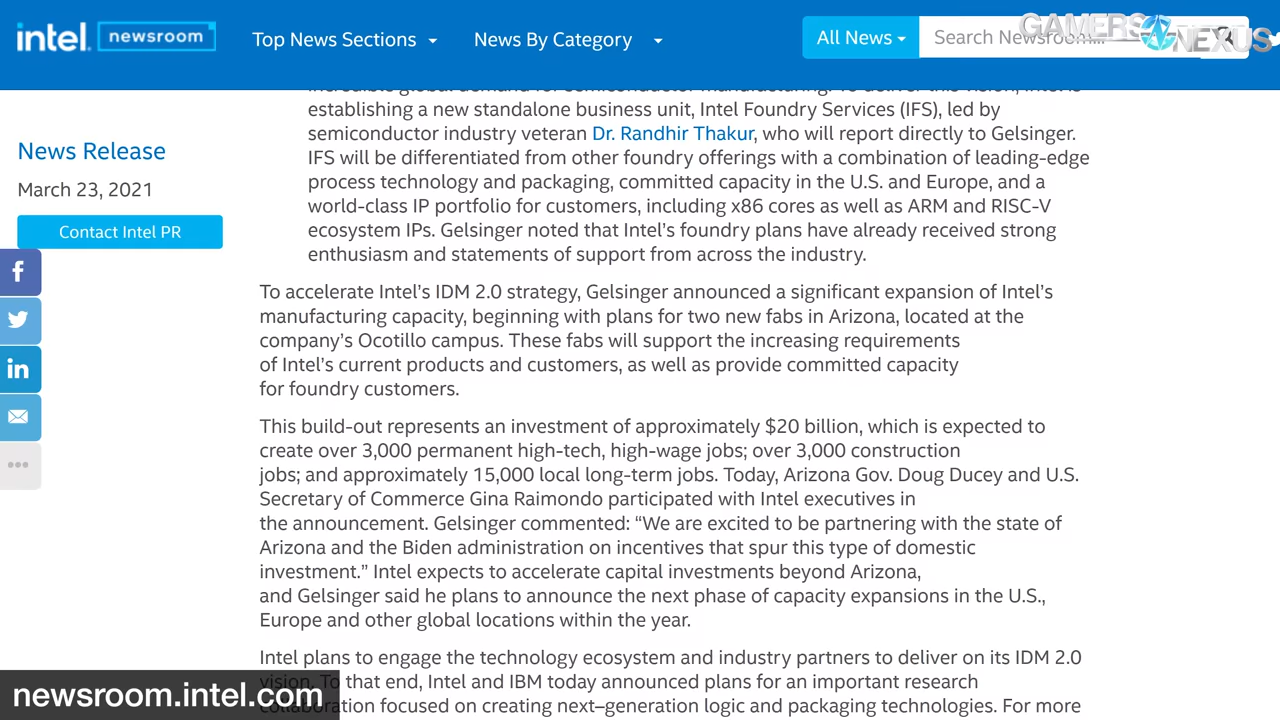 intel newsroom
Top News Sections
News By Category
All News
Search Newsroom...
GAMERS NEXUS
News Release
March 23, 2021
Contact Intel PR
incredible global demand for semiconductor manufacturing. To deliver this vision, Intel is
establishing a new standalone business unit, Intel Foundry Services (IFS), led by
semiconductor industry veteran Dr. Randhir Thakur, who will report directly to Gelsinger.
IFS will be differentiated from other foundry offerings with a combination of leading-edge
process technology and packaging, committed capacity in the U.S. and Europe, and a
world-class IP portfolio for customers, including x86 cores as well as ARM and RISC-V
ecosystem IPs. Gelsinger noted that Intel’s foundry plans have already received strong
enthusiasm and statements of support from across the industry.
To accelerate Intel’s IDM 2.0 strategy, Gelsinger announced a significant expansion of Intel’s
manufacturing capacity, beginning with plans for two new fabs in Arizona, located at the
company’s Ocotillo campus. These fabs will support the increasing requirements
of Intel’s current products and customers, as well as provide committed capacity
for foundry customers.
This build-out represents an investment of approximately $20 billion, which is expected to
create over 3,000 permanent high-tech, high-wage jobs; over 3,000 construction
jobs; and approximately 15,000 local long-term jobs. Today, Arizona Gov. Doug Ducey and U.S.
Secretary of Commerce Gina Raimondo participated with Intel executives in
the announcement. Gelsinger commented: “We are excited to be partnering with the state of
Arizona and the Biden administration on incentives that spur this type of domestic
investment.” Intel expects to accelerate capital investments beyond Arizona,
and Gelsinger said he plans to announce the next phase of capacity expansions in the U.S.,
Europe and other global locations within the year.
Intel plans to engage the technology ecosystem and industry partners to deliver on its IDM 2.0
vision. To that end, Intel and IBM today announced plans for an important research
collaboration focused on creating next–generation logic and packaging technologies. For more
newsroom.intel.com